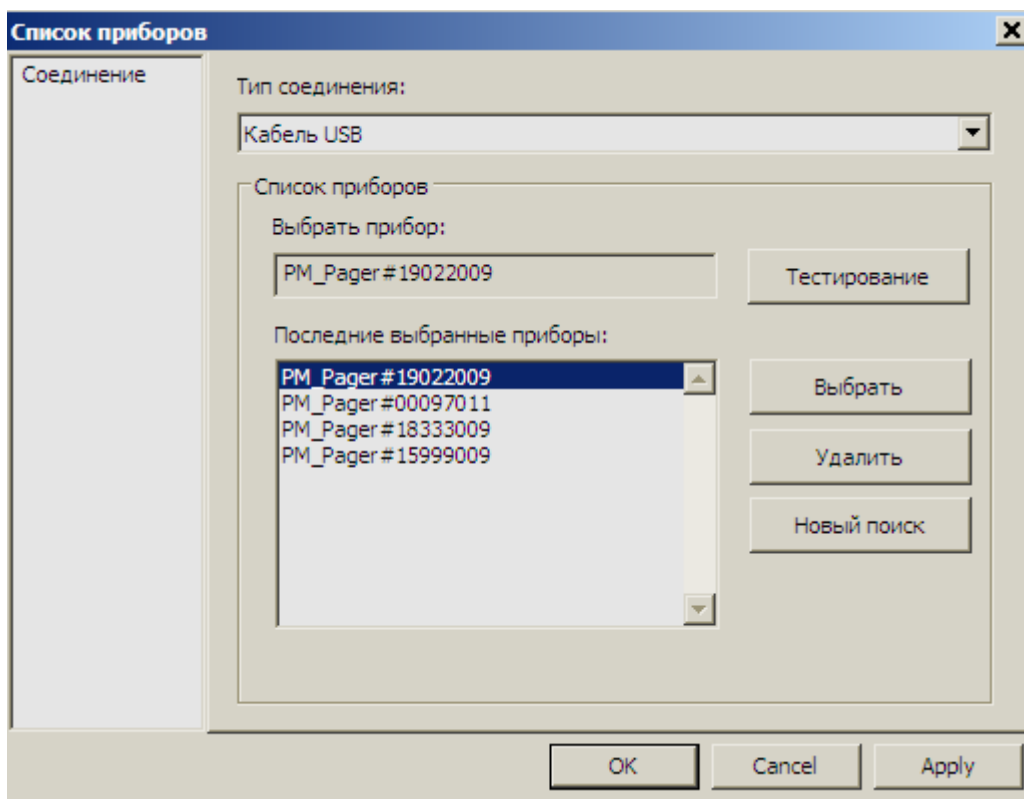 Список приборов
Соединение
Тип соединения:
Кабель USB
Список приборов
Выбрать прибор:
PM_Pager#19022009
Тестирование
Последние выбранные приборы:
PM_Pager#19022009
PM_Pager#00097011
PM_Pager#18333009
PM_Pager#15999009
Выбрать
Удалить
Новый поиск
OK
Cancel
Apply